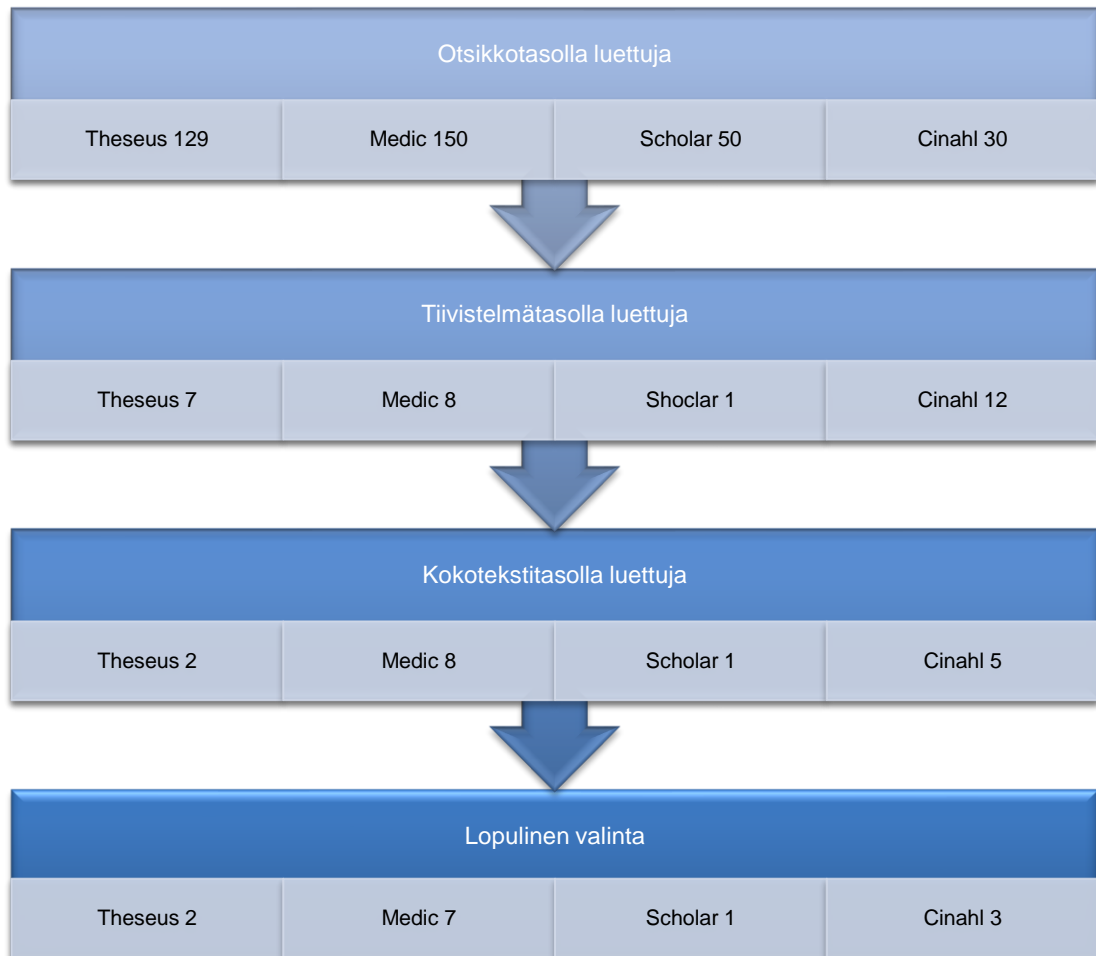 Otsikkotasolla luettuja
Theseus 129 Medic 150 Scholar 50 Cinahl 30
Tiivistelmätasolla luettuja
Theseus 7 Medic 8 Shoclar 1 Cinahl 12
Kokotekstitasolla luettuja
Theseus 2 Medic 8 Scholar 1 Cinahl 5
Lopulinen valinta
Theseus 2 Medic 7 Scholar 1 Cinahl 3